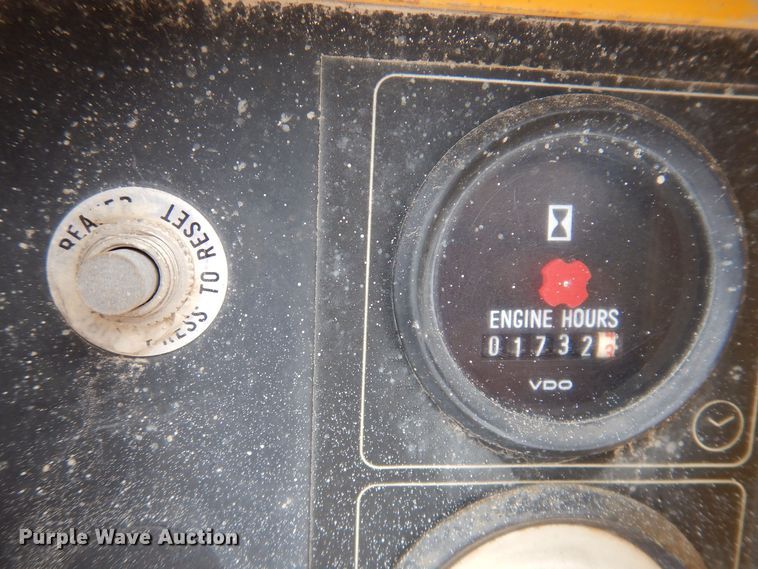 PRESS TO RESET
ENGINE HOURS
01732
VDO
Purple Wave Auction